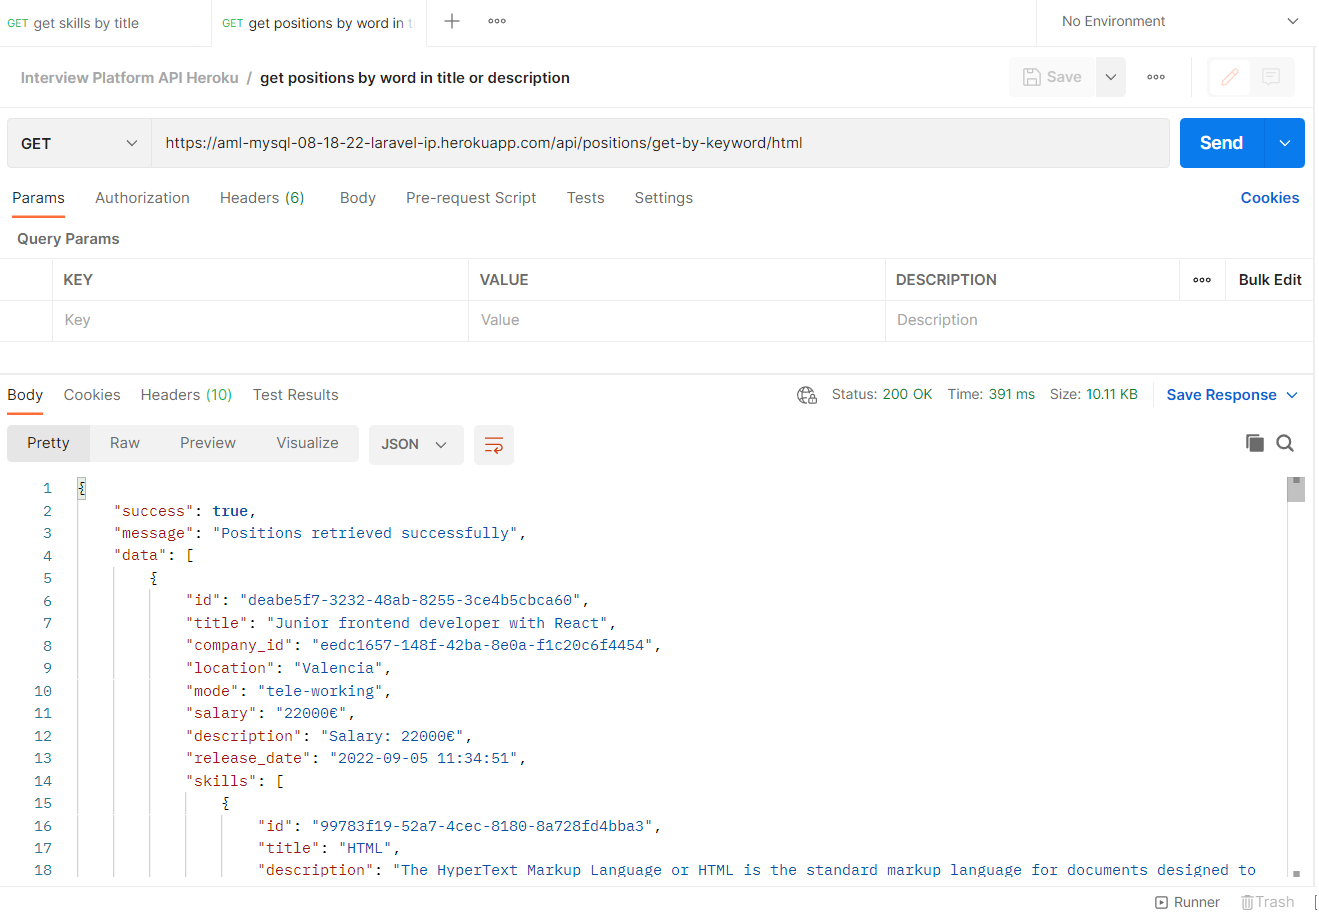 GET get skills by title
GET get positions by word in t
No Environment
Interview Platform API Heroku / get positions by word in title or description
Save
GET
https://aml-mysql-08-18-22-laravel-ip.herokuapp.com/api/positions/get-by-keyword/html
Send
Params Authorization Headers (6) Body Pre-request Script Tests Settings Cookies
Query Params
KEY VALUE DESCRIPTION Bulk Edit
Key Value Description
Body Cookies Headers (10) Test Results Status: 200 OK Time: 391 ms Size: 10.11 KB Save Response
Pretty Raw Preview Visualize JSON
1 {
2 "success": true,
3 "message": "Positions retrieved successfully",
4 "data": [
5 {
6 "id": "deabe5f7-3232-48ab-8255-3ce4b5cbca60",
7 "title": "Junior frontend developer with React",
8 "company_id": "eedc1657-148f-42ba-8e0a-f1c20c6f4454",
9 "location": "Valencia",
10 "mode": "tele-working",
11 "salary": "22000€",
12 "description": "Salary: 22000€",
13 "release_date": "2022-09-05 11:34:51",
14 "skills": [
15 {
16 "id": "99783f19-52a7-4cec-8180-8a728fd4bba3",
17 "title": "HTML",
18 "description": "The HyperText Markup Language or HTML is the standard markup language for documents designed to
Runner Trash